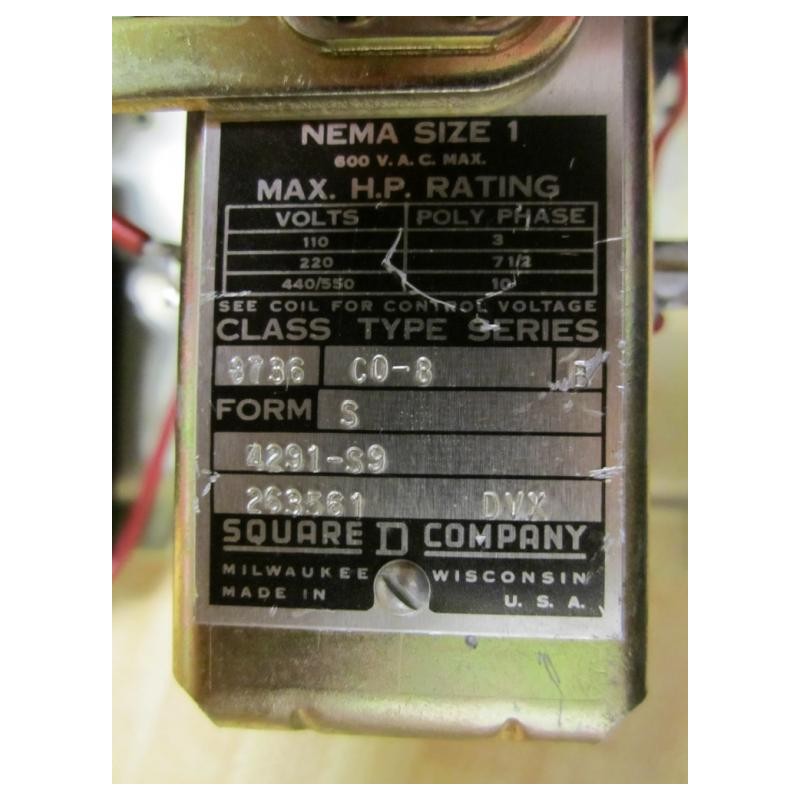 NEMA SIZE 1
600 V. A. C. MAX.
MAX. H.P. RATING
VOLTS POLY PHASE
110 3
220 7 1/2
440/550 10
SEE COIL FOR CONTROL VOLTAGE
CLASS TYPE SERIES
8736 CO-8 B
FORM S
4291-S9
263561 DVX
SQUARE D COMPANY
MILWAUKEE WISCONSIN
MADE IN U. S. A.